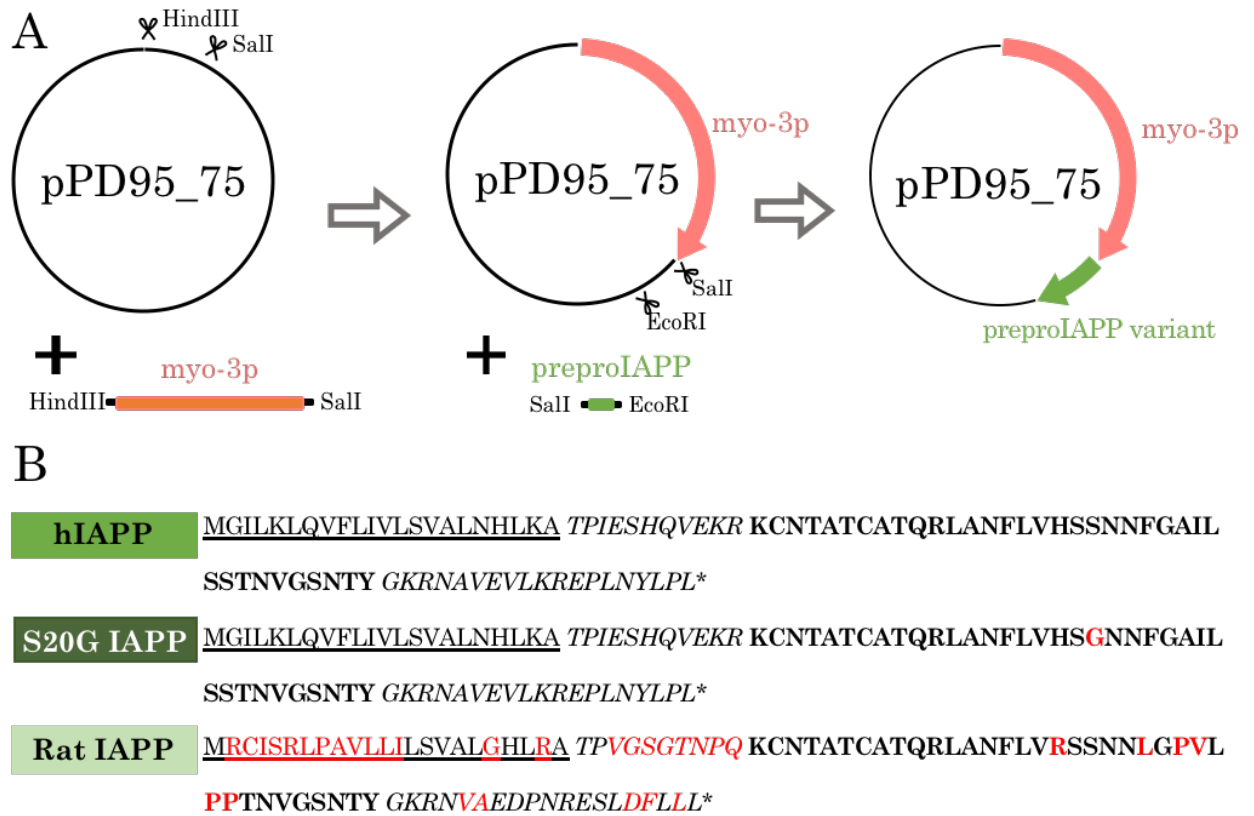 A
HindIII
SalI
pPD95_75
+
myo-3p
HindIII
SalI
myo-3p
pPD95_75
SalI
EcoRI
+
preproIAPP
SalI
EcoRI
myo-3p
pPD95_75
preproIAPP variant
B
hIAPP
MGILKLQVFLIVLSVALNHLKA TPIESHQVEKR KCNTATCATQRLANFLVHSSNNFGAIL
SSTNVGSNTY GKRNAVEVLKREPLNYLPL*
S20G IAPP
MGILKLQVFLIVLSVALNHLKA TPIESHQVEKR KCNTATCATQRLANFLVHSGNNFGAIL
SSTNVGSNTY GKRNAVEVLKREPLNYLPL*
Rat IAPP
MRCISRLPAVLLILSVALGHLRA TPVGSGTNPQ KCNTATCATQRLANFLVRSSNNLGPVL
PPTNVGSNTY GKRNVAEDPNRESLDFLLL*